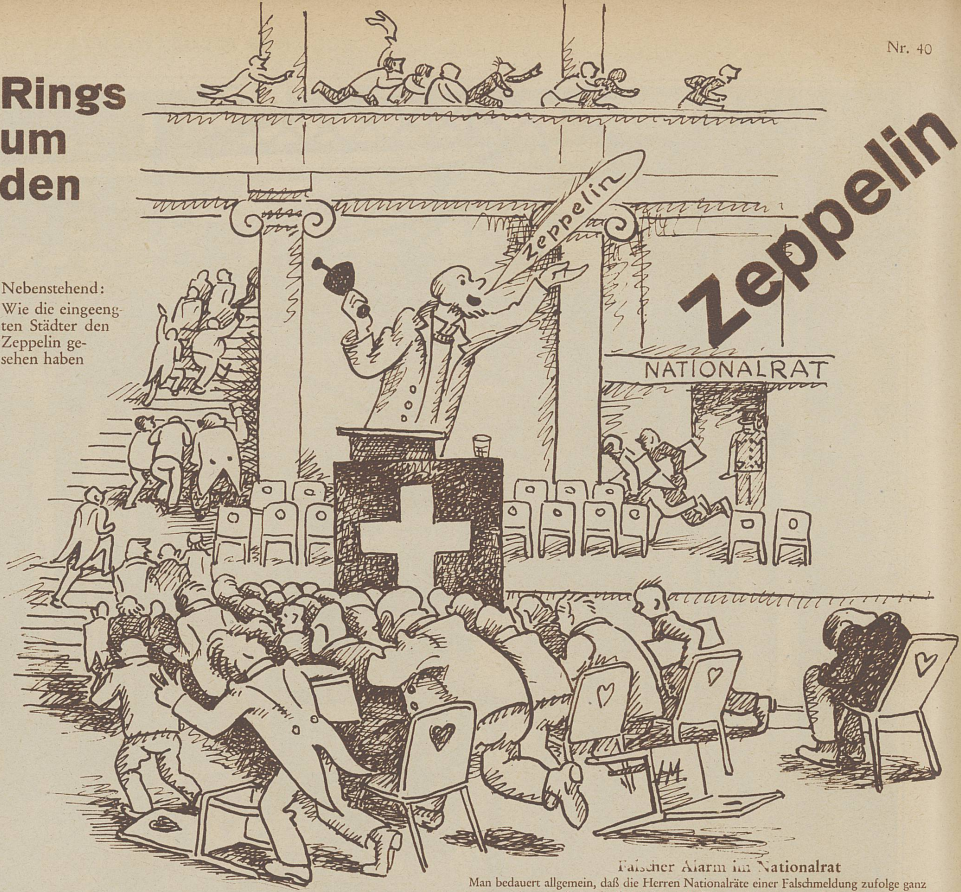 Nr. 40
Rings
um
den
Zeppelin
Zeppelin
Nebenstehend:
Wie die eingeeng-
ten Städter den
Zeppelin ge-
sehen haben
NATIONALRAT
HM
Falscher Alarm im Nationalrat
Man bedauert allgemein, daß die Herren Nationalräte einer Falschmeldung zufolge ganz